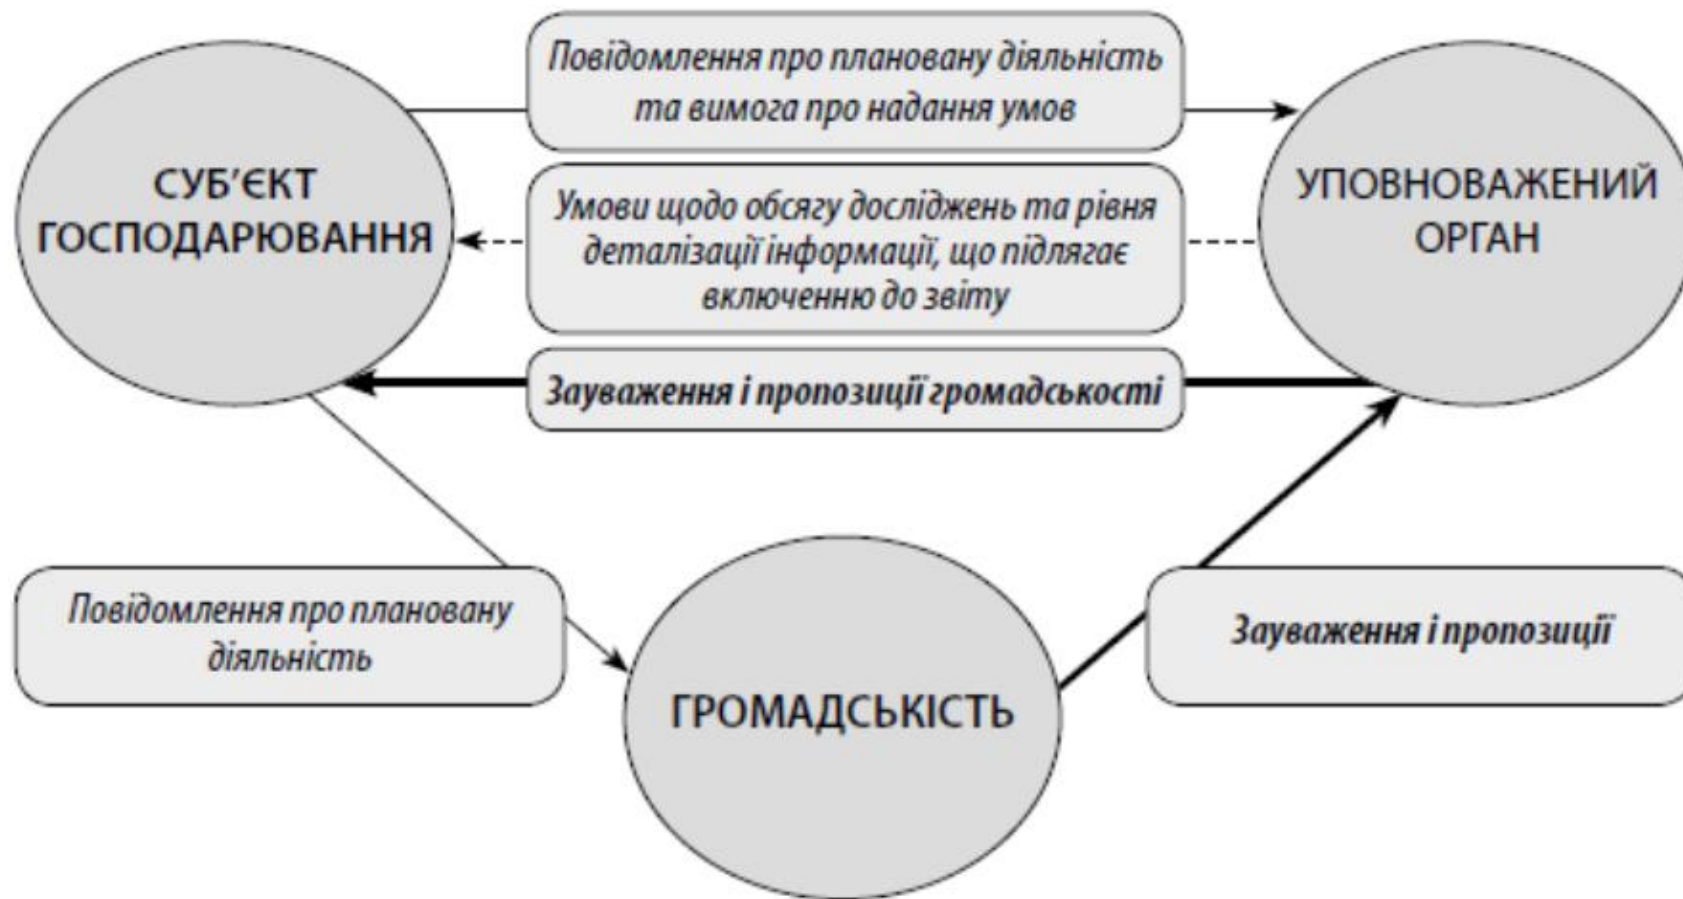 Повідомлення про плановану діяльність
та вимога про надання умов
СУБ'ЄКТ
ГОСПОДАРЮВАННЯ
Умови щодо обсягу досліджень та рівня
деталізації інформації, що підлягає
включенню до звіту
УПОВНОВАЖЕНИЙ
ОРГАН
Зауваження і пропозиції громадськості
Повідомлення про плановану
діяльність
Зауваження і пропозиції
ГРОМАДСЬКІСТЬ